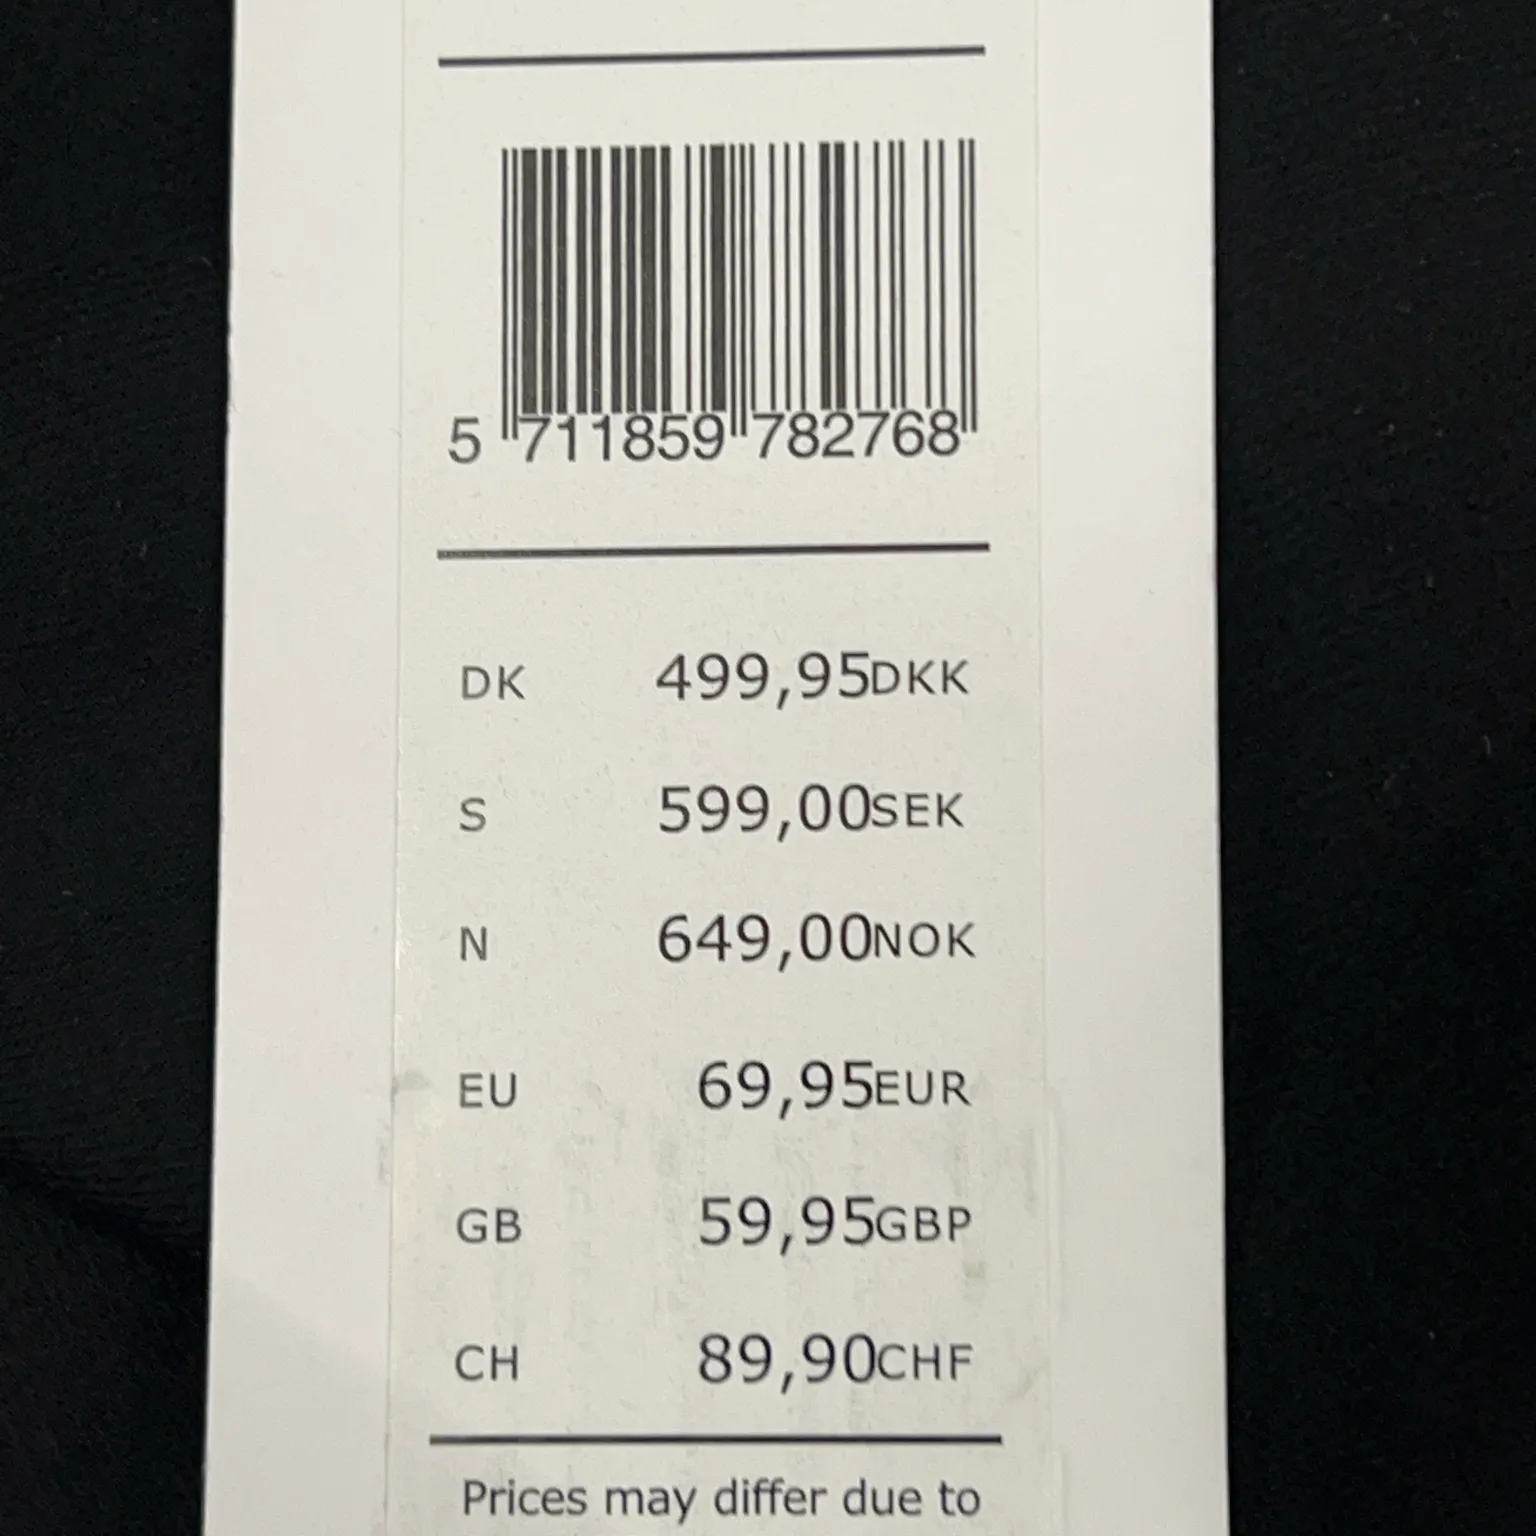 5 711859 782768
DK 499,95DKK
S 599,00SEK
N 649,00NOK
EU 69,95EUR
GB 59,95GBP
CH 89,90CHF
Prices may differ due to